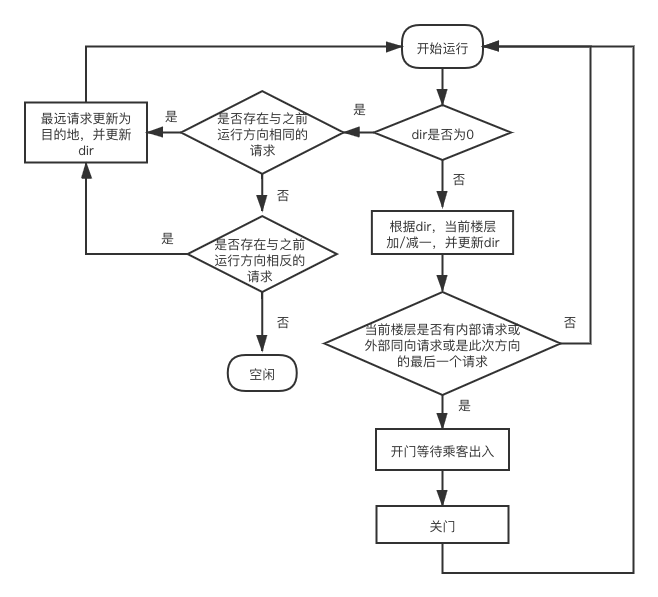 开始运行
最远请求更新为
目的地，并更新
dir
是
是否存在与之前
运行方向相同的
请求
是
dir是否为0
否
否
根据dir，当前楼层
加/减一，并更新dir
是
是否存在与之前
运行方向相反的
请求
否
当前楼层是否有内部请求或
外部同向请求或是此次方向
的最后一个请求
否
空闲
是
开门等待乘客出入
关门